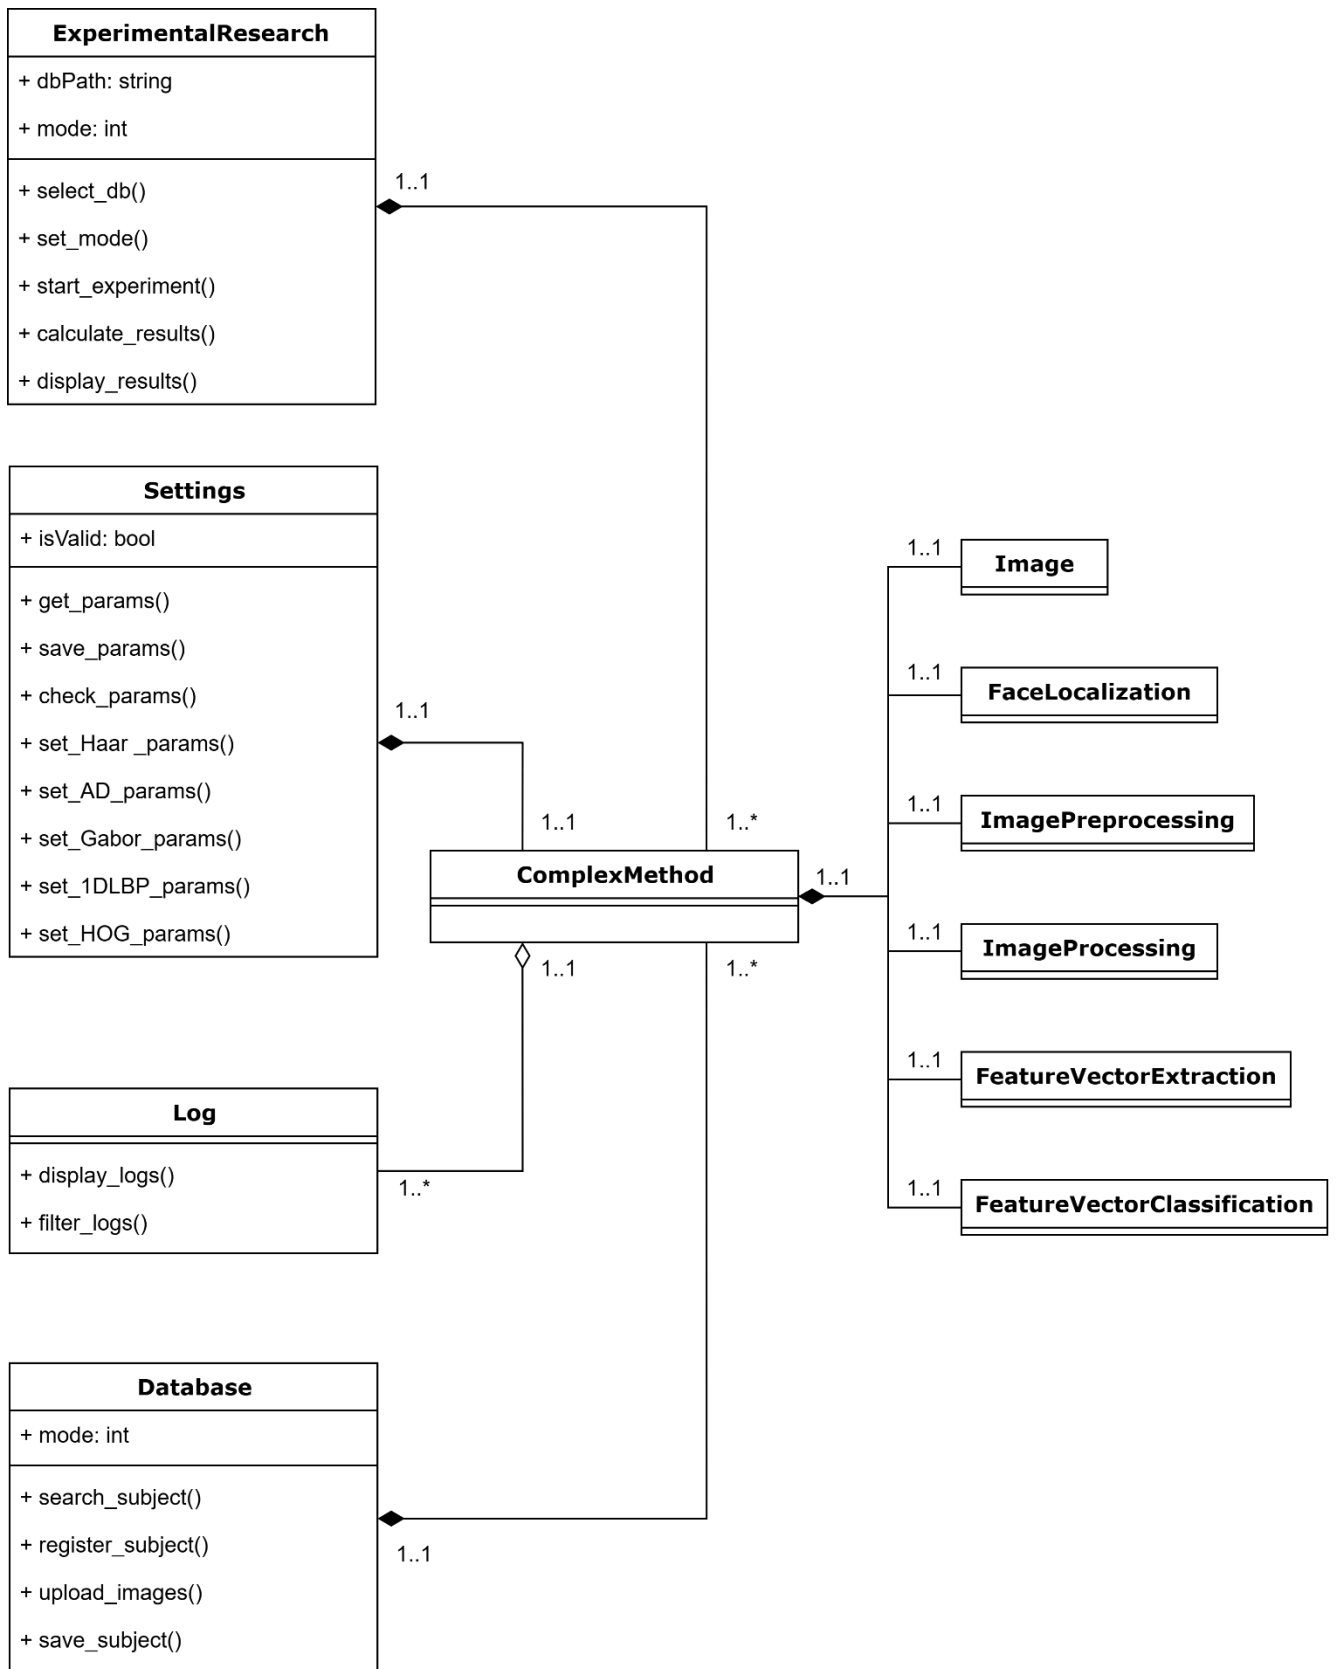 ExperimentalResearch
+ dbPath: string
+ mode: int
+ select_db()
+ set_mode()
+ start_experiment()
+ calculate_results()
+ display_results()
1..1
Settings
+ isValid: bool
+ get_params()
+ save_params()
+ check_params()
+ set_Haar _params()
+ set_AD_params()
+ set_Gabor_params()
+ set_1DLBP_params()
+ set_HOG_params()
1..1
1..1
1..*
ComplexMethod
1..1
1..1
1..*
1..1
Image
1..1
FaceLocalization
1..1
ImagePreprocessing
1..1
ImageProcessing
1..1
FeatureVectorExtraction
1..1
FeatureVectorClassification
Log
+ display_logs()
+ filter_logs()
1..*
Database
+ mode: int
+ search_subject()
+ register_subject()
+ upload_images()
+ save_subject()
1..1